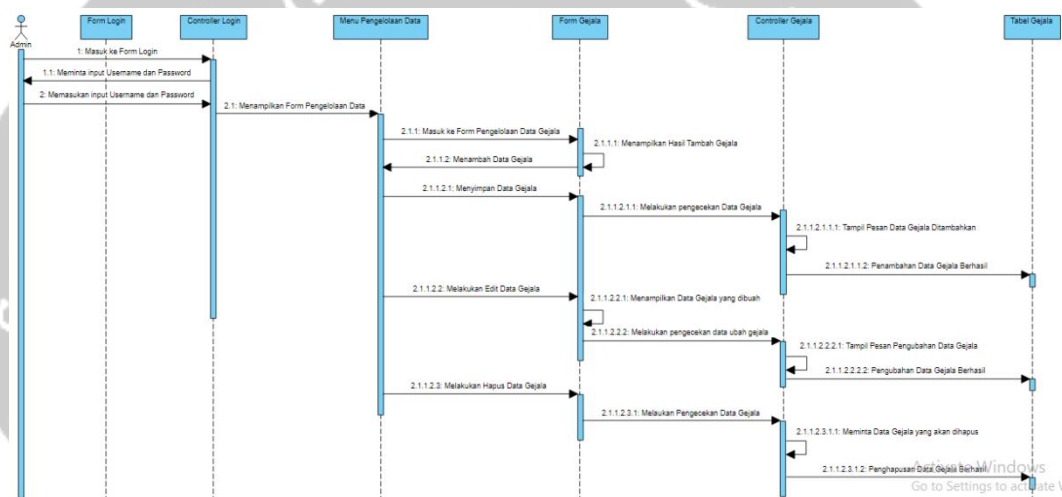 Form Login
Controller Login
Menu Pengelolaan Data
Form Gejala
Controller Gejala
Tabel Gejala
Admin
1: Masuk ke Form Login
1.1: Meminta input Username dan Password
2: Memasukan input Username dan Password
2.1: Menampilkan Form Pengelolaan Data
2.1.1: Masuk ke Form Pengelolaan Data Gejala
2.1.1.1: Menampilkan Hasil Tambah Gejala
2.1.1.2: Menambah Data Gejala
2.1.1.2.1: Menyimpan Data Gejala
2.1.1.2.1.1: Melakukan pengecekan Data Gejala
2.1.1.2.1.1.1: Tampil Pesan Data Gejala Ditambahkan
2.1.1.2.1.1.2: Penambahan Data Gejala Berhasil
2.1.1.2.2: Melakukan Edit Data Gejala
2.1.1.2.2.1: Menampilkan Data Gejala yang dibuah
2.1.1.2.2.2: Melakukan pengecekan data ubah gejala
2.1.1.2.2.2.1: Tampil Pesan Pengubahan Data Gejala
2.1.1.2.2.2.2: Pengubahan Data Gejala Berhasil
2.1.1.2.3: Melakukan Hapus Data Gejala
2.1.1.2.3.1: Melaukan Pengecekan Data Gejala
2.1.1.2.3.1.1: Meminta Data Gejala yang akan dihapus
2.1.1.2.3.1.2: Penghapusan Data Gejala Berhasil
Activate Windows
Go to Settings to activate